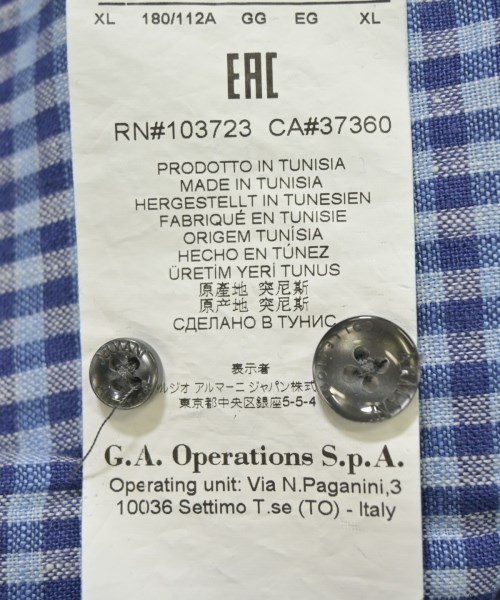 XL 180/112A GG EG XL
EAC
RN#103723 CA#37360
PRODOTTO IN TUNISIA
MADE IN TUNISIA
HERGESTELLT IN TUNESIEN
FABRIQUÉ EN TUNISIE
ORIGEM TUNÍSIA
HECHO EN TÚNEZ
ÜRETİM YERİ TUNUS
原產地 突尼斯
原产地 突尼斯
СДЕЛАНО В ТУНИС
表示者
ルジオ アルマーニ ジャパン株式
東京都中央区銀座5-5-4
G.A. Operations S.p.A.
Operating unit: Via N.Paganini,3
10036 Settimo T.se (TO) - Italy